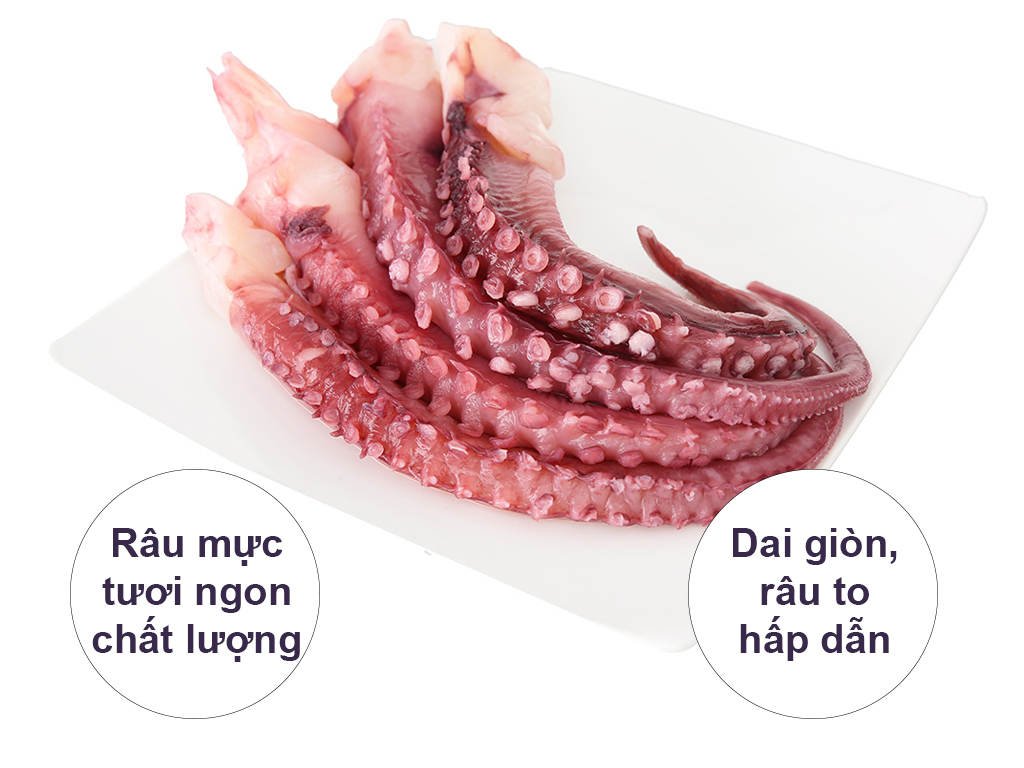 Râu mực
tươi ngon
chất lượng
Dai giòn,
râu to
hấp dẫn